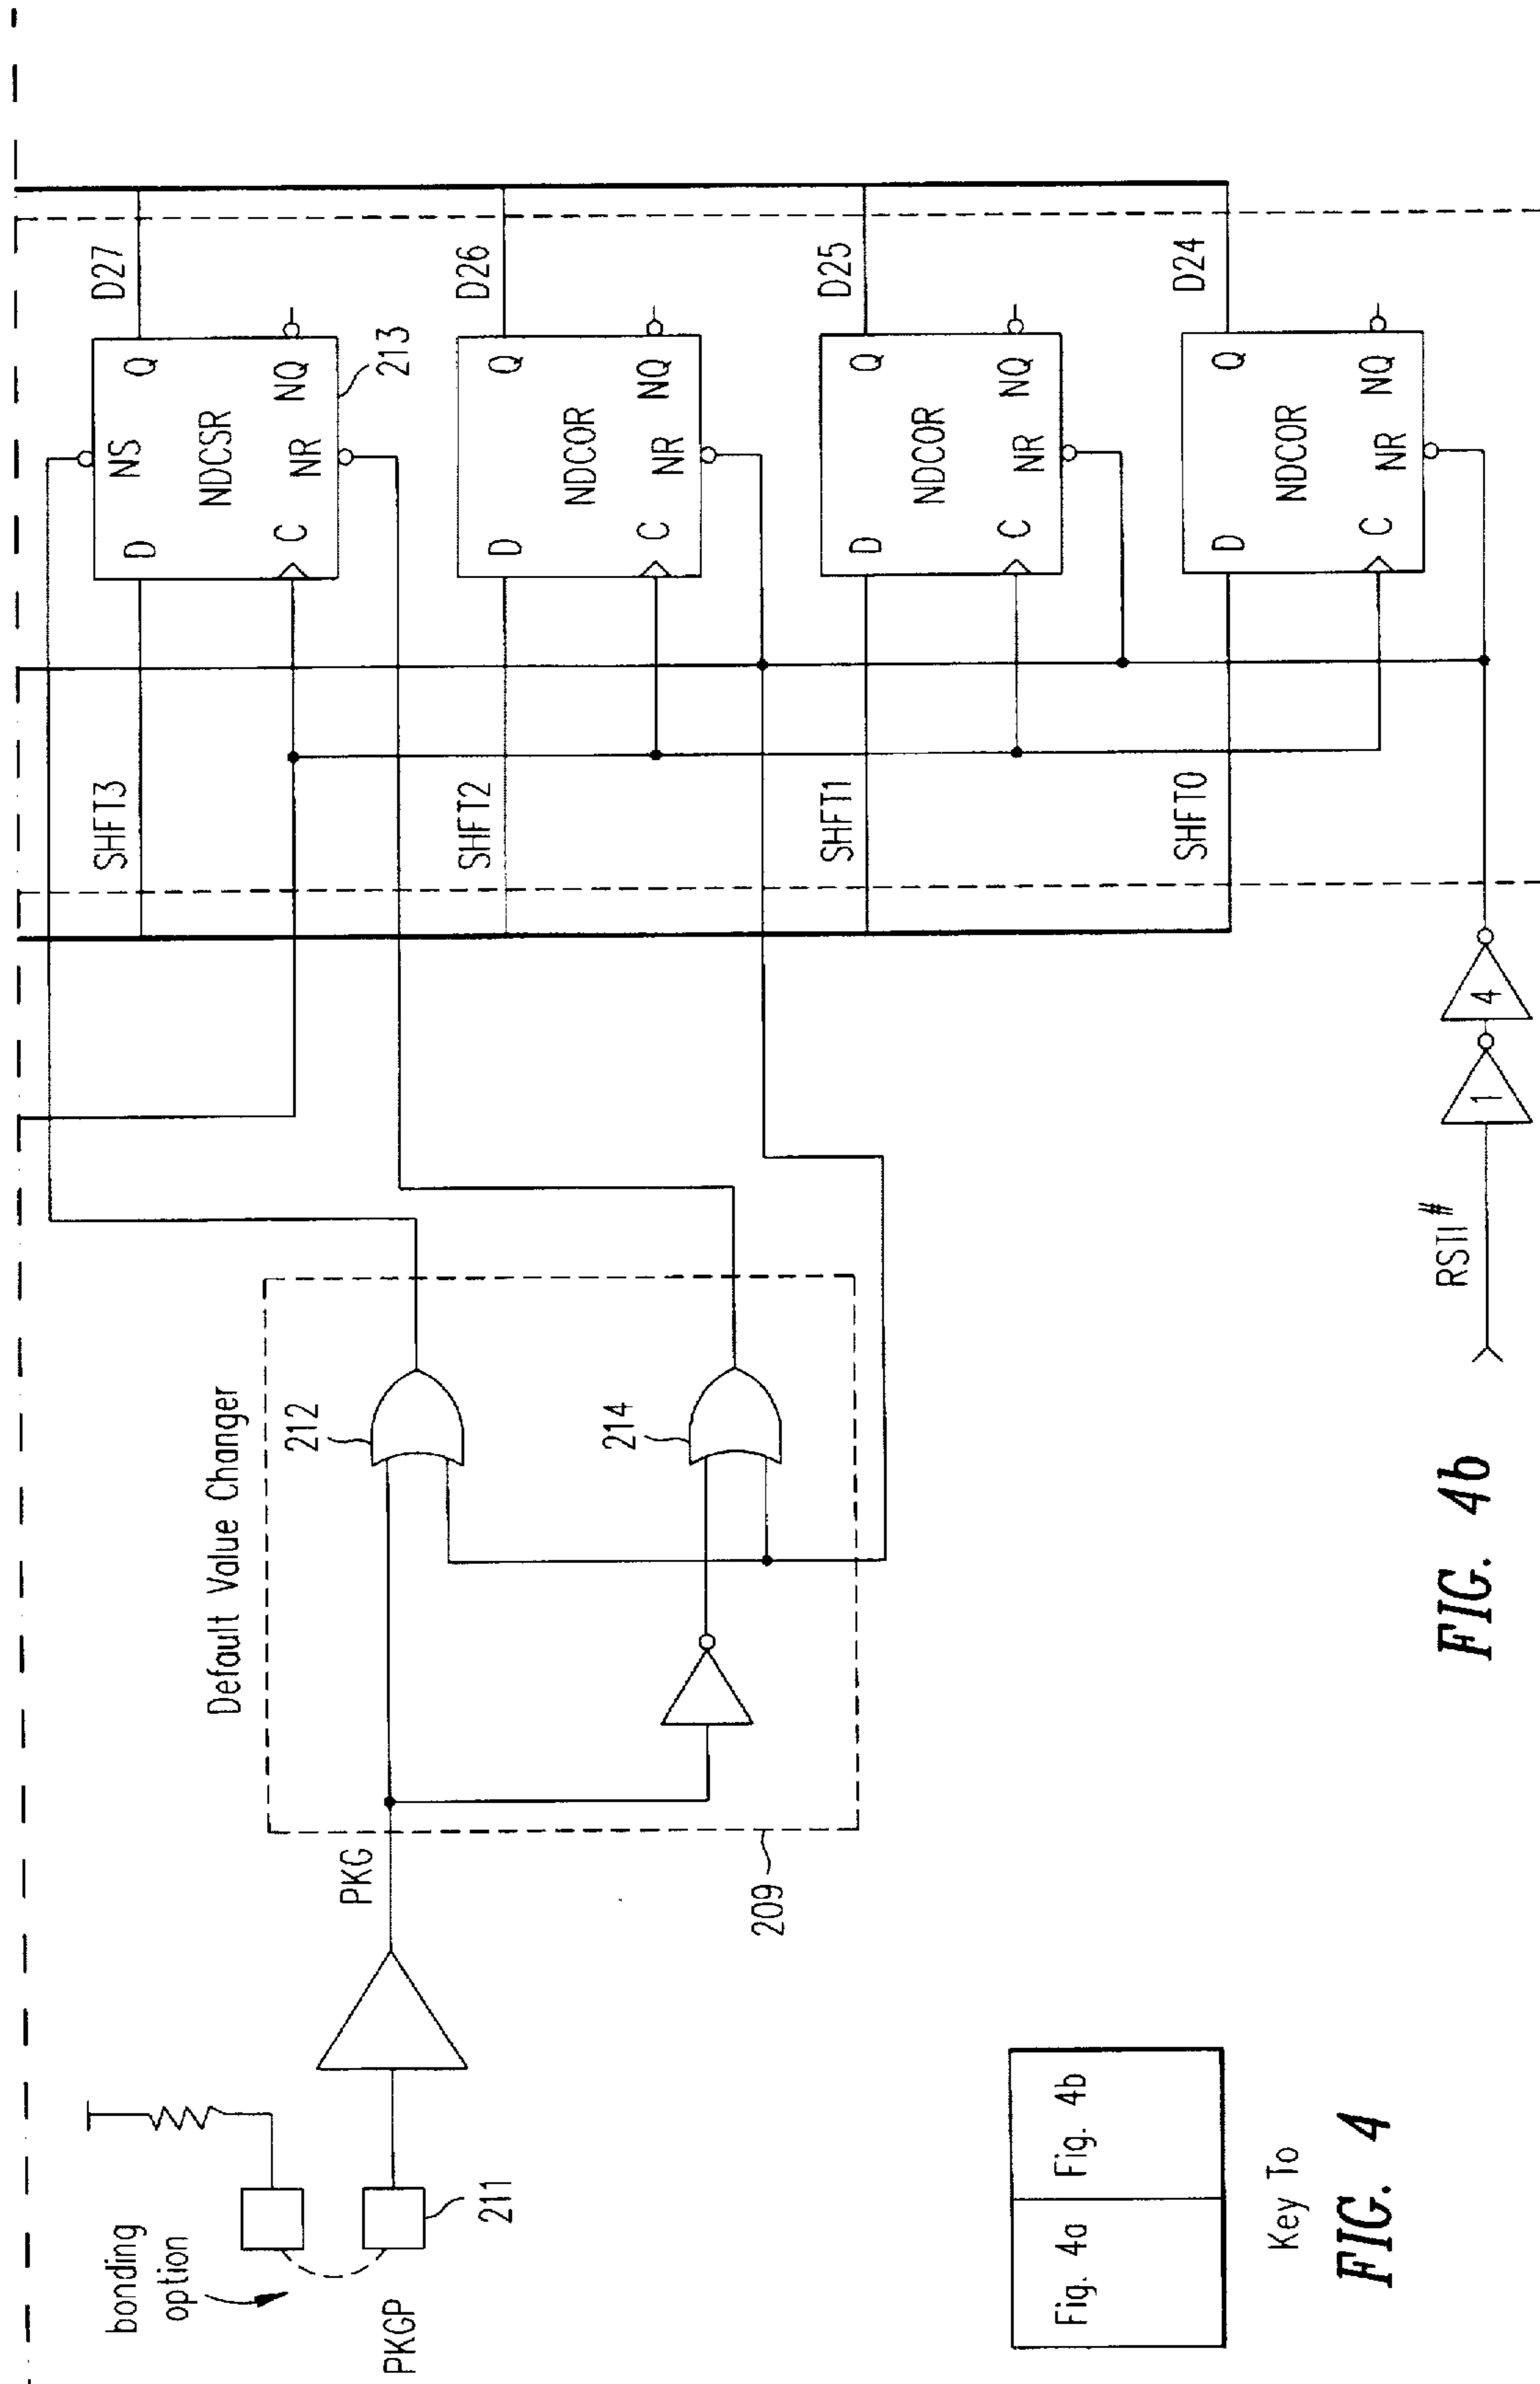 bonding
option
PKGP
211
PKG
Default Value Changer
209
212
214
SHFT3
D
NS
Q
NDCSR
C
NR
NQ
D27
213
SHFT2
D
Q
NDCOR
C
NR
NQ
D26
SHFT1
D
Q
NDCOR
C
NR
NQ
D25
SHFT0
D
Q
NDCOR
C
NR
NQ
D24
RSTI#
1
4
Fig. 4a
Fig. 4b
Key To
FIG. 4
FIG. 4b